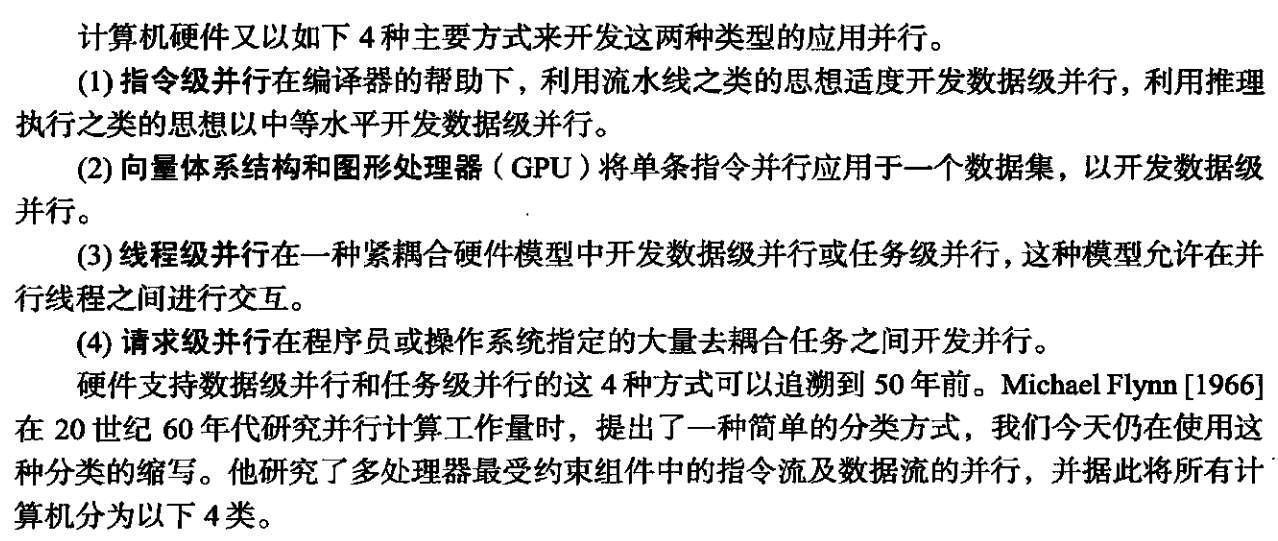 计算机硬件又以如下 4 种主要方式来开发这两种类型的应用并行。
(1) 指令级并行在编译器的帮助下，利用流水线之类的思想适度开发数据级并行，利用推理
执行之类的思想以中等水平开发数据级并行。
(2) 向量体系结构和图形处理器（GPU）将单条指令并行应用于一个数据集，以开发数据级
并行。
(3) 线程级并行在一种紧耦合硬件模型中开发数据级并行或任务级并行，这种模型允许在并
行线程之间进行交互。
(4) 请求级并行在程序员或操作系统指定的大量去耦合任务之间开发并行。
硬件支持数据级并行和任务级并行的这 4 种方式可以追溯到 50 年前。Michael Flynn [1966]
在 20 世纪 60 年代研究并行计算工作量时，提出了一种简单的分类方式，我们今天仍在使用这
种分类的缩写。他研究了多处理器最受约束组件中的指令流及数据流的并行，并据此将所有计
算机分为以下 4 类。